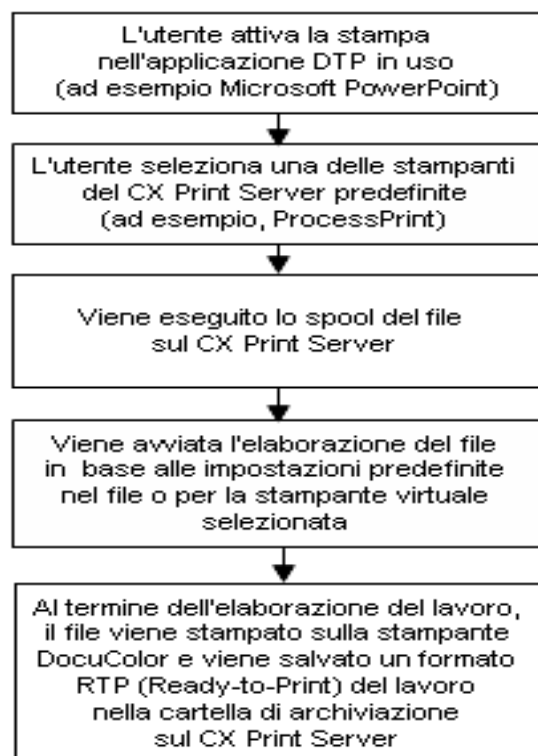 L'utente attiva la stampa
nell'applicazione DTP in uso
(ad esempio Microsoft PowerPoint)
L'utente seleziona una delle stampanti
del CX Print Server predefinite
(ad esempio, ProcessPrint)
Viene eseguito lo spool del file
sul CX Print Server
Viene avviata l'elaborazione del file
in base alle impostazioni predefinite
nel file o per la stampante virtuale
selezionata
Al termine dell'elaborazione del lavoro,
il file viene stampato sulla stampante
DocuColor e viene salvato un formato
RTP (Ready-to-Print) del lavoro
nella cartella di archiviazione
sul CX Print Server